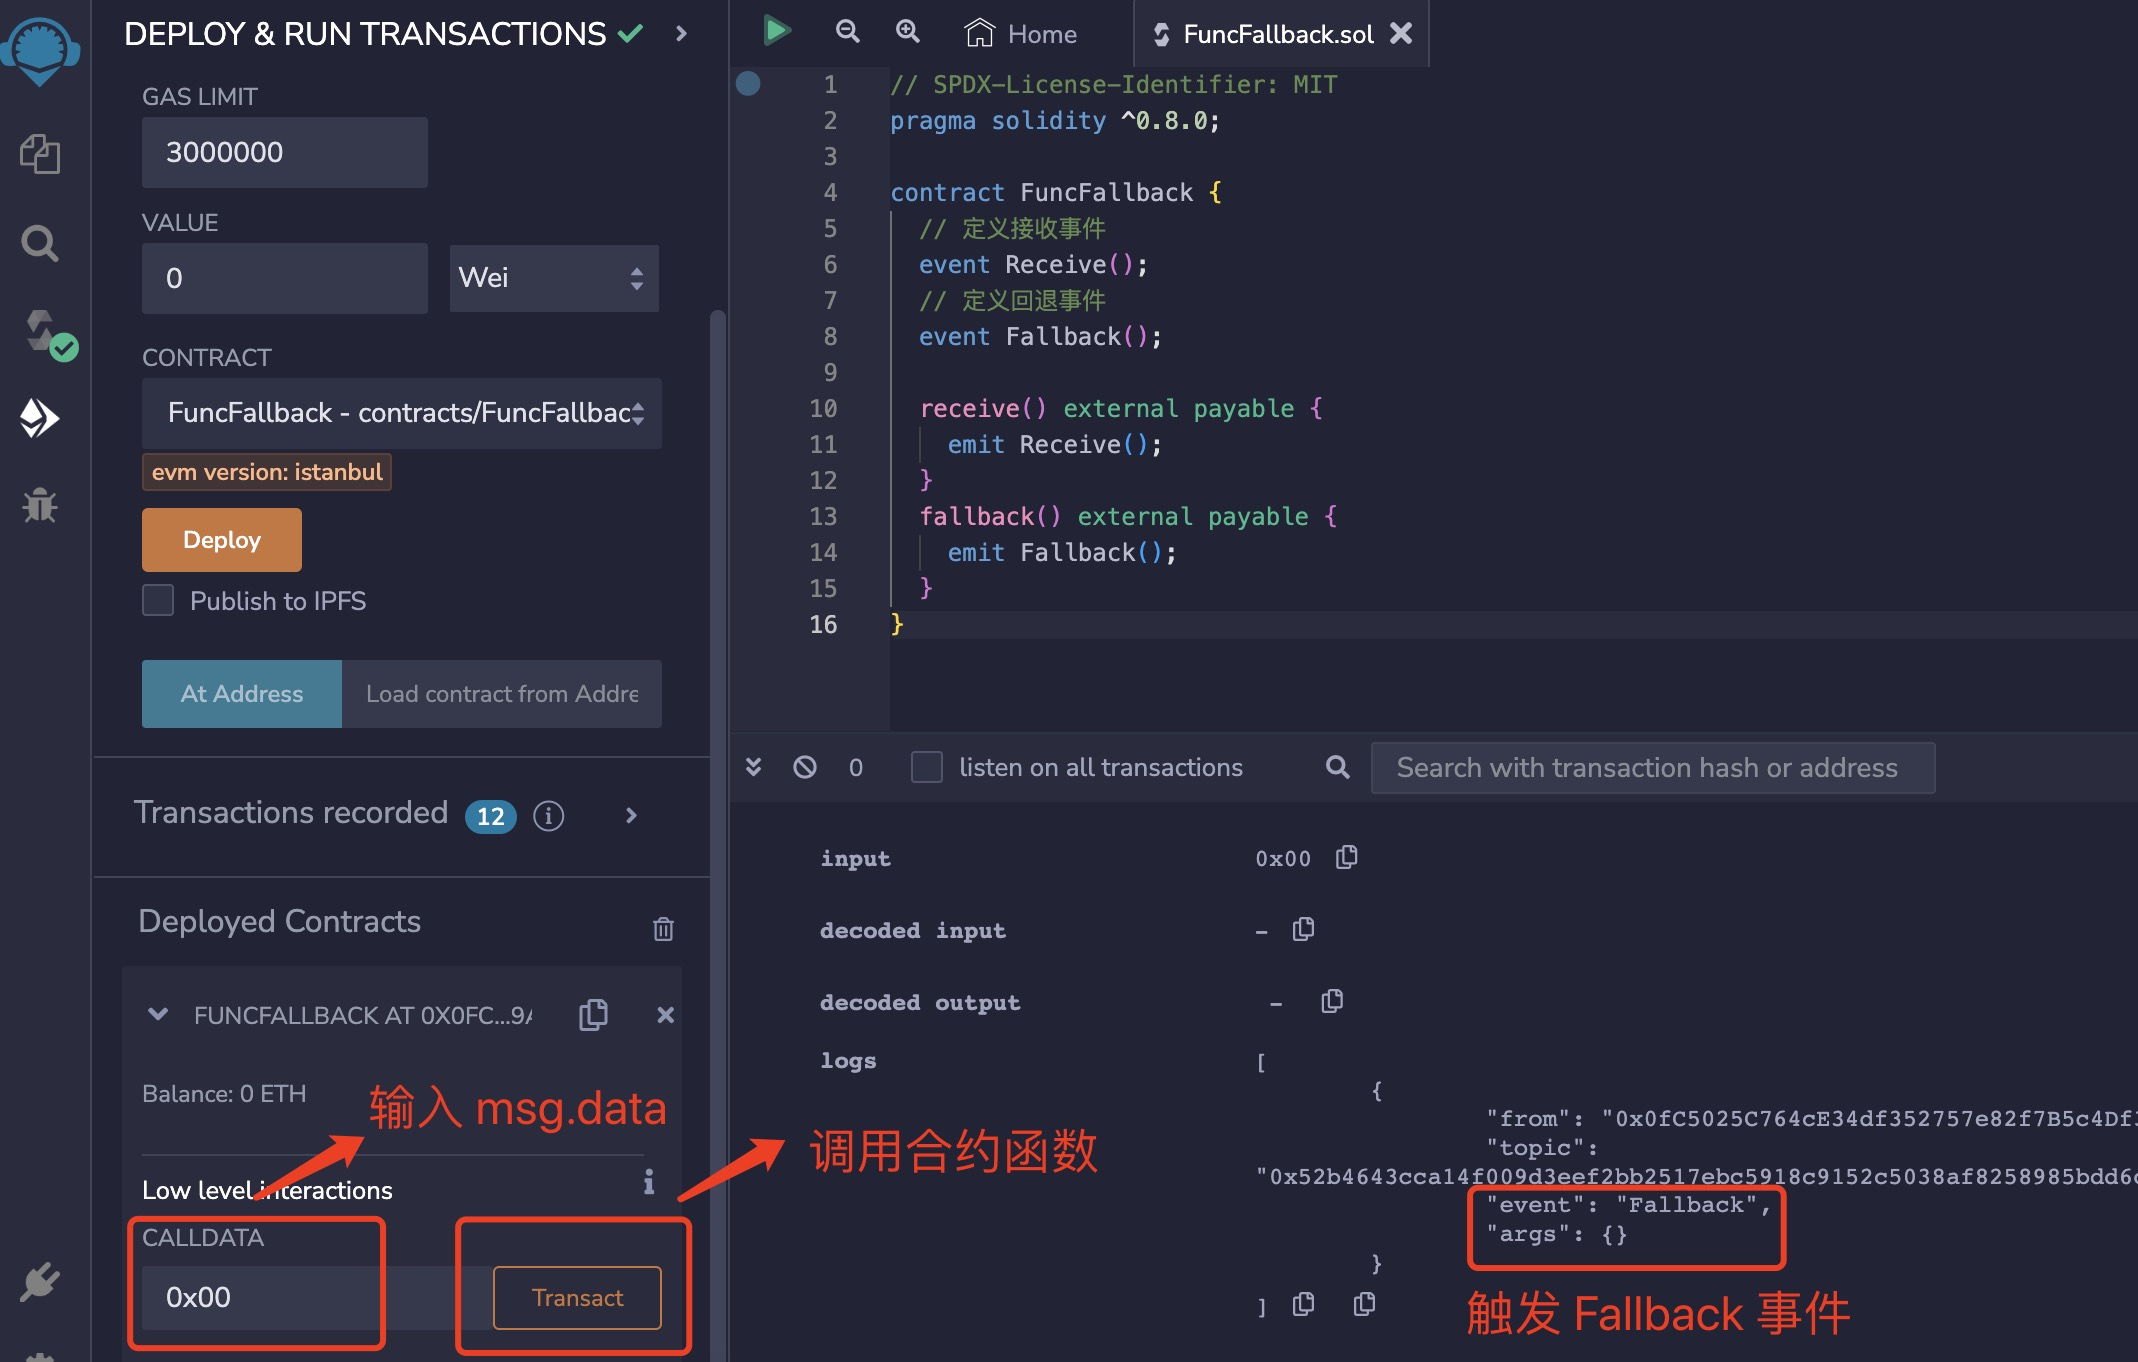 DEPLOY & RUN TRANSACTIONS
GAS LIMIT
3000000
VALUE
0
Wei
CONTRACT
FuncFallback - contracts/FuncFallbac
evm version: istanbul
Deploy
Publish to IPFS
At Address
Load contract from Addre
Transactions recorded 12
Deployed Contracts
FUNCFALLBACK AT 0X0FC...9A
Balance: 0 ETH
输入 msg.data
Low level interactions
CALLDATA
0x00
Transact
调用合约函数
Home
FuncFallback.sol
1 // SPDX-License-Identifier: MIT
2 pragma solidity ^0.8.0;
3
4 contract FuncFallback {
5 // 定义接收事件
6 event Receive();
7 // 定义回退事件
8 event Fallback();
9
10 receive() external payable {
11 emit Receive();
12 }
13 fallback() external payable {
14 emit Fallback();
15 }
16 }
0
listen on all transactions
Search with transaction hash or address
input 0x00
decoded input -
decoded output -
logs [
{
"from": "0x0fC5025C764cE34df352757e82f7B5c4Df3
"topic":
"0x52b4643cca14f009d3eef2bb2517ebc5918c9152c5038af8258985bdd6c
"event": "Fallback",
"args": {}
}
]
触发 Fallback 事件